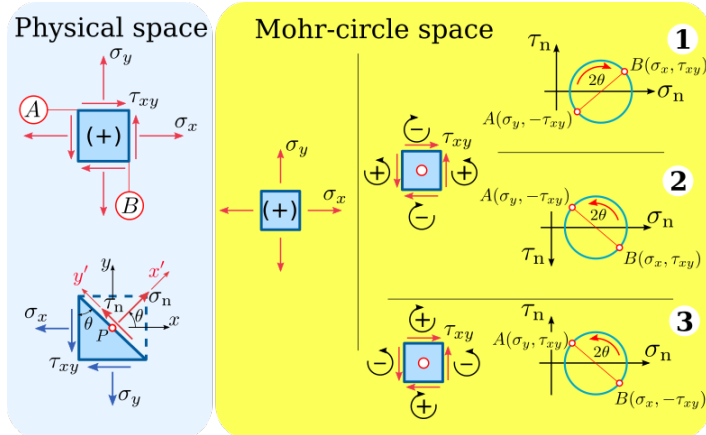 Physical space
σ_y
A
τ_xy
(+)
σ_x
B
y
y'
x'
τ_n
σ_n
σ_x
θ
θ
P
x
τ_xy
σ_y
Mohr-circle space
σ_y
σ_x
(+)
1
τ_n
B(σ_x, τ_xy)
2θ
σ_n
A(σ_y, −τ_xy)
−
τ_xy
+
+
−
2
A(σ_y, −τ_xy)
σ_n
2θ
τ_n
B(σ_x, τ_xy)
3
+
τ_xy
−
−
+
τ_n
A(σ_y, τ_xy)
σ_n
2θ
B(σ_x, −τ_xy)